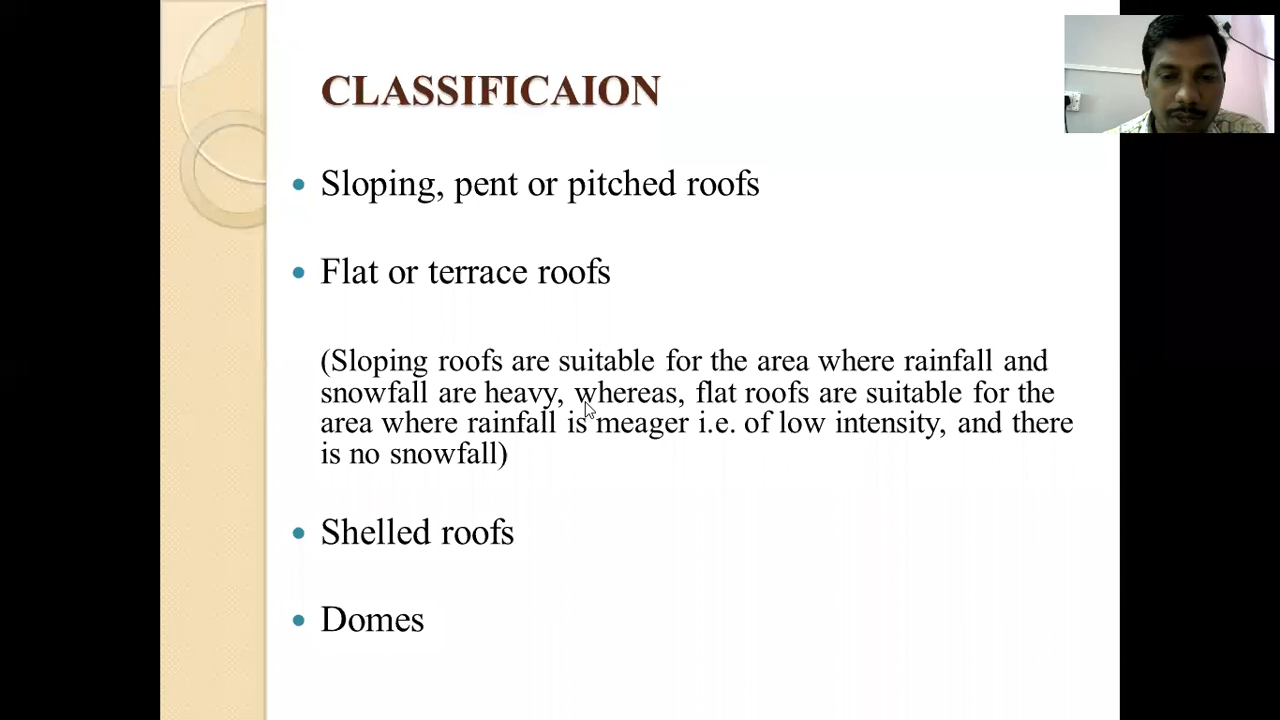 CLASSIFICAION
Sloping, pent or pitched roofs
Flat or terrace roofs
(Sloping roofs are suitable for the area where rainfall and
snowfall are heavy, whereas, flat roofs are suitable for the
area where rainfall is meager i.e. of low intensity, and there
is no snowfall)
Shelled roofs
Domes